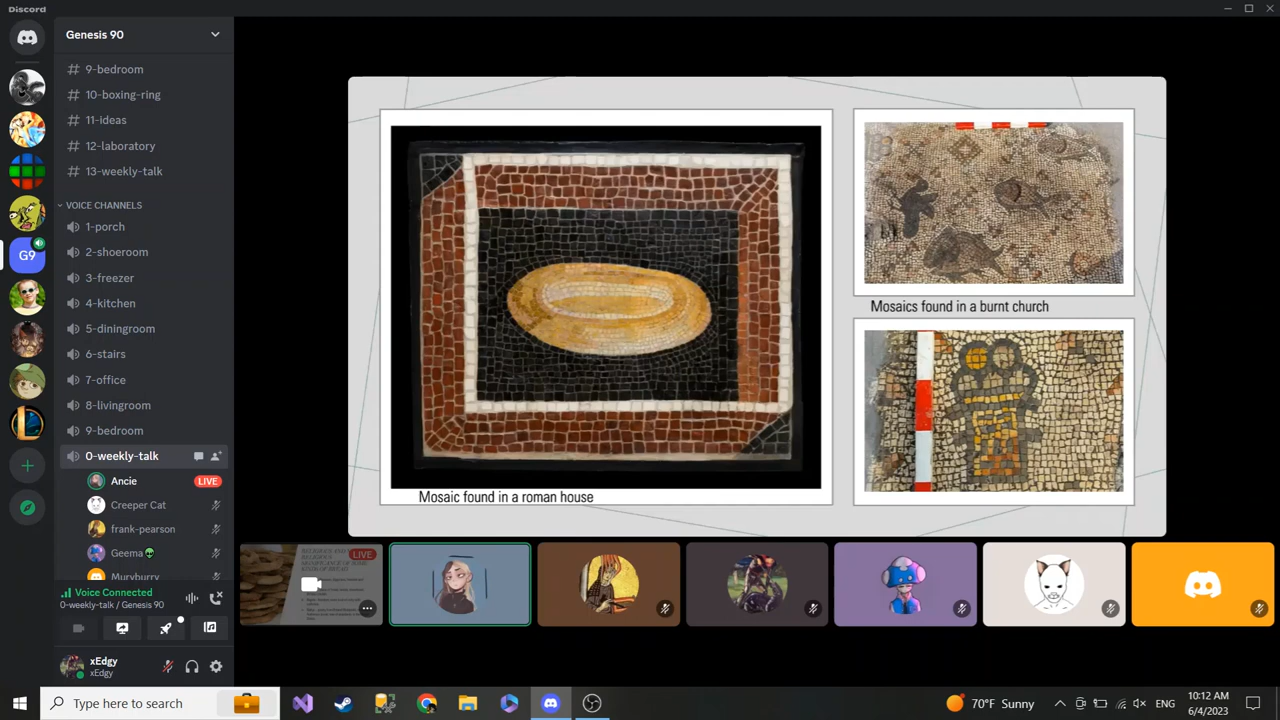 Discord
Genesis 90
9-bedroom
10-boxing-ring
11-ideas
12-laboratory
13-weekly-talk
VOICE CHANNELS
1-porch
2-shoeroom
3-freezer
4-kitchen
5-diningroom
6-stairs
7-office
8-livingroom
9-bedroom
0-weekly-talk
Ancie LIVE
Creeper Cat
frank-pearson
Geema
Muryburry
Voice Connected
0-weekly-talk / Genesis 90
xEdgy
xEdgy
G9
Mosaic found in a roman house
Mosaics found in a burnt church
LIVE
Type here to search
70°F Sunny
ENG
10:12 AM
6/4/2023